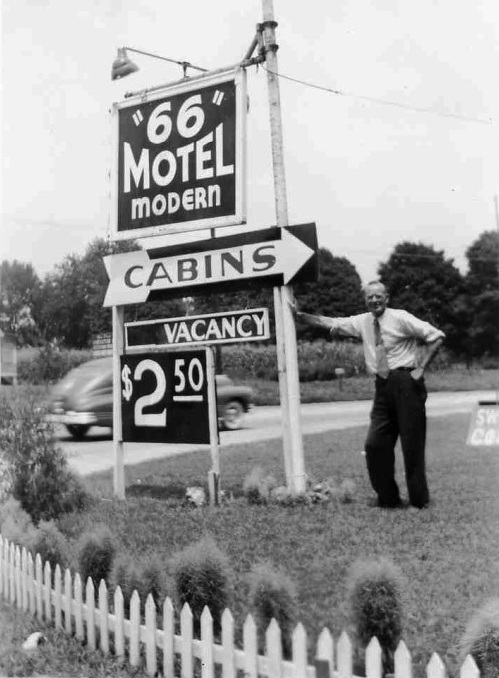 "66"
MOTEL
MODERN
CABINS
VACANCY
$2 50